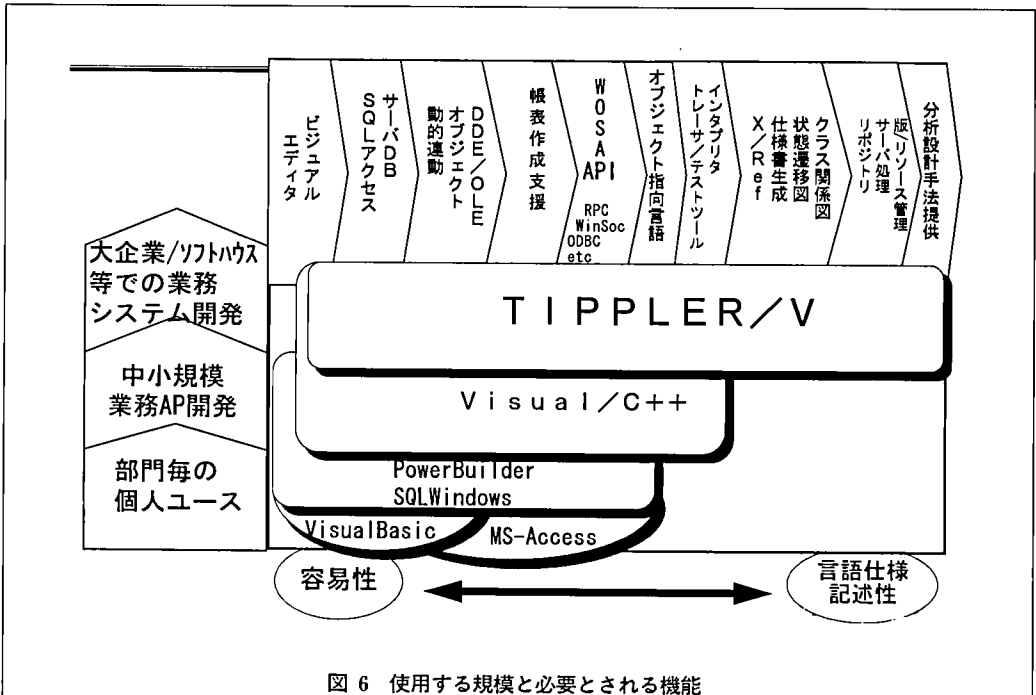 ビジュアル
エディタ
サーバDB
SQLアクセス
DDE/OLE
オブジェクト
動的連動
帳表作成支援
WOSA
API
RPC
WinSoc
ODBC
etc
オブジェクト指向言語
インタプリタ
トレーサ/テストツール
クラス関係図
状態遷移図
仕様書生成
X/Ref
版/リソース管理
サーバ処理
リポジトリ
分析設計手法提供
大企業/ソフトハウス
等での業務
システム開発
中小規模
業務AP開発
部門毎の
個人ユース
TIPPLER/V
Visual/C++
PowerBuilder
SQLWindows
VisualBasic
MS-Access
容易性
言語仕様
記述性
図 6 使用する規模と必要とされる機能